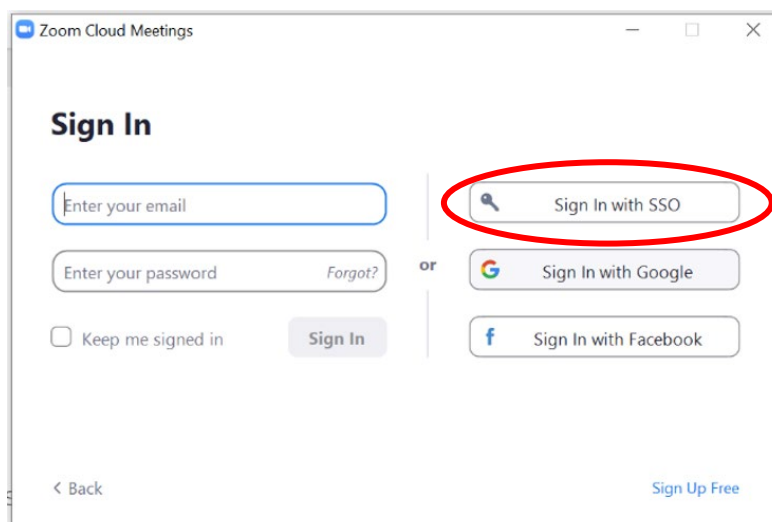 Zoom Cloud Meetings
Sign In
Enter your email
Enter your password Forgot?
Keep me signed in Sign In
or
Sign In with SSO
Sign In with Google
Sign In with Facebook
Back
Sign Up Free